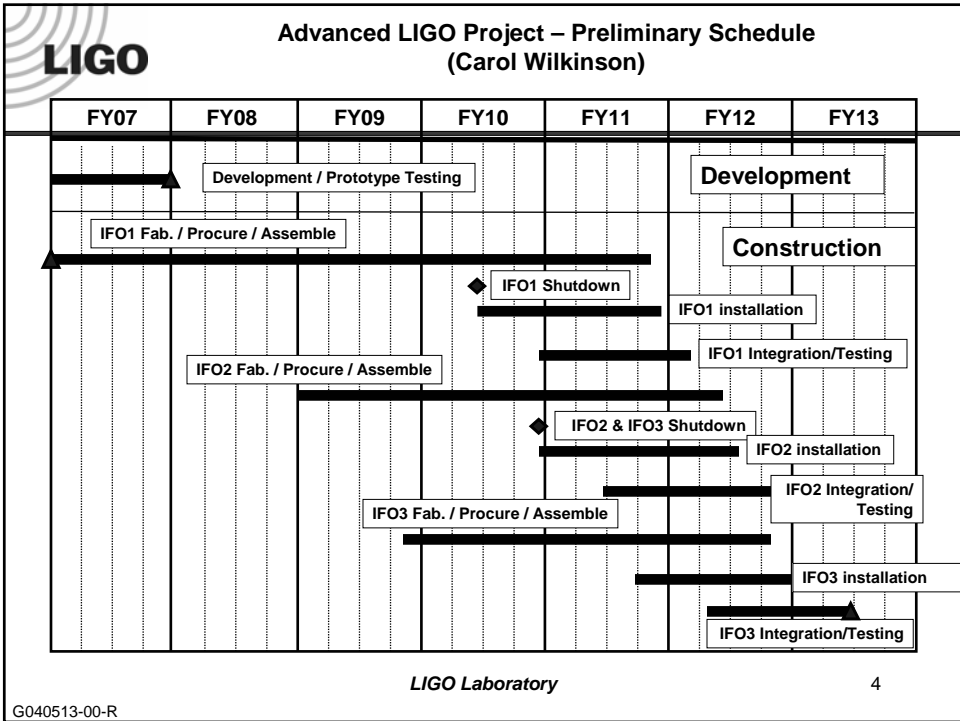 LIGO
Advanced LIGO Project – Preliminary Schedule
(Carol Wilkinson)
FY07 FY08 FY09 FY10 FY11 FY12 FY13
Development / Prototype Testing
Development
IFO1 Fab. / Procure / Assemble
Construction
IFO1 Shutdown
IFO1 installation
IFO1 Integration/Testing
IFO2 Fab. / Procure / Assemble
IFO2 & IFO3 Shutdown
IFO2 installation
IFO2 Integration/
Testing
IFO3 Fab. / Procure / Assemble
IFO3 installation
IFO3 Integration/Testing
LIGO Laboratory
4
G040513-00-R